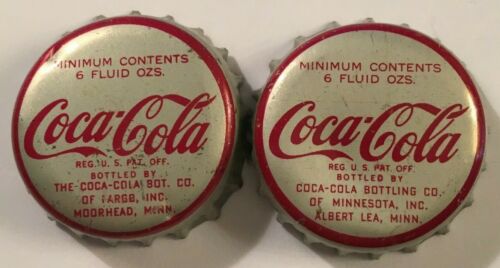 MINIMUM CONTENTS
6 FLUID OZS.
Coca-Cola
REG. U. S. PAT. OFF.
BOTTLED BY
THE COCA-COLA BOT. CO.
OF FARGO, INC.
MOORHEAD, MINN.
MINIMUM CONTENTS
6 FLUID OZS.
Coca-Cola
REG. U. S. PAT. OFF.
BOTTLED BY
COCA-COLA BOTTLING CO.
OF MINNESOTA, INC.
ALBERT LEA, MINN.